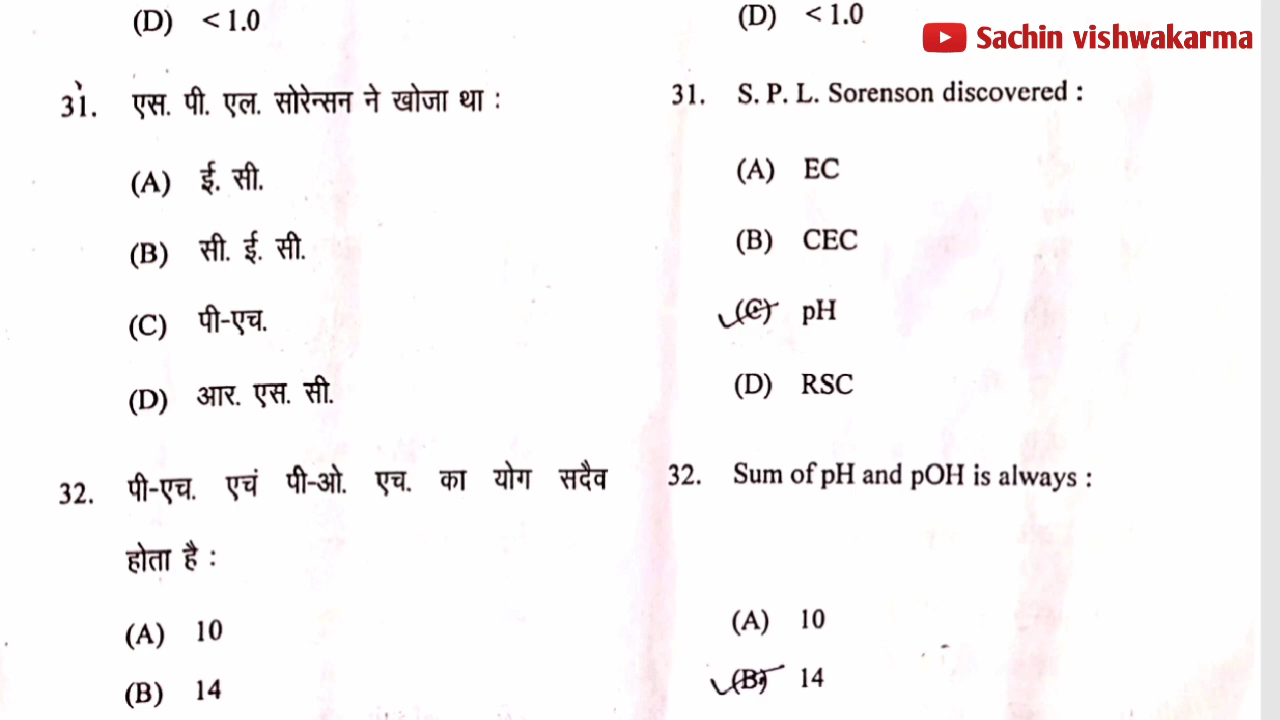 (D) < 1.0
31. एस. पी. एल. सोरेन्सन ने खोजा था :
(A) ई. सी.
(B) सी. ई. सी.
(C) पी-एच.
(D) आर. एस. सी.
32. पी-एच. एवं पी-ओ. एच. का योग सदैव
होता है :
(A) 10
(B) 14
(D) < 1.0
Sachin vishwakarma
31. S. P. L. Sorenson discovered :
(A) EC
(B) CEC
(C) pH
(D) RSC
32. Sum of pH and pOH is always :
(A) 10
(B) 14